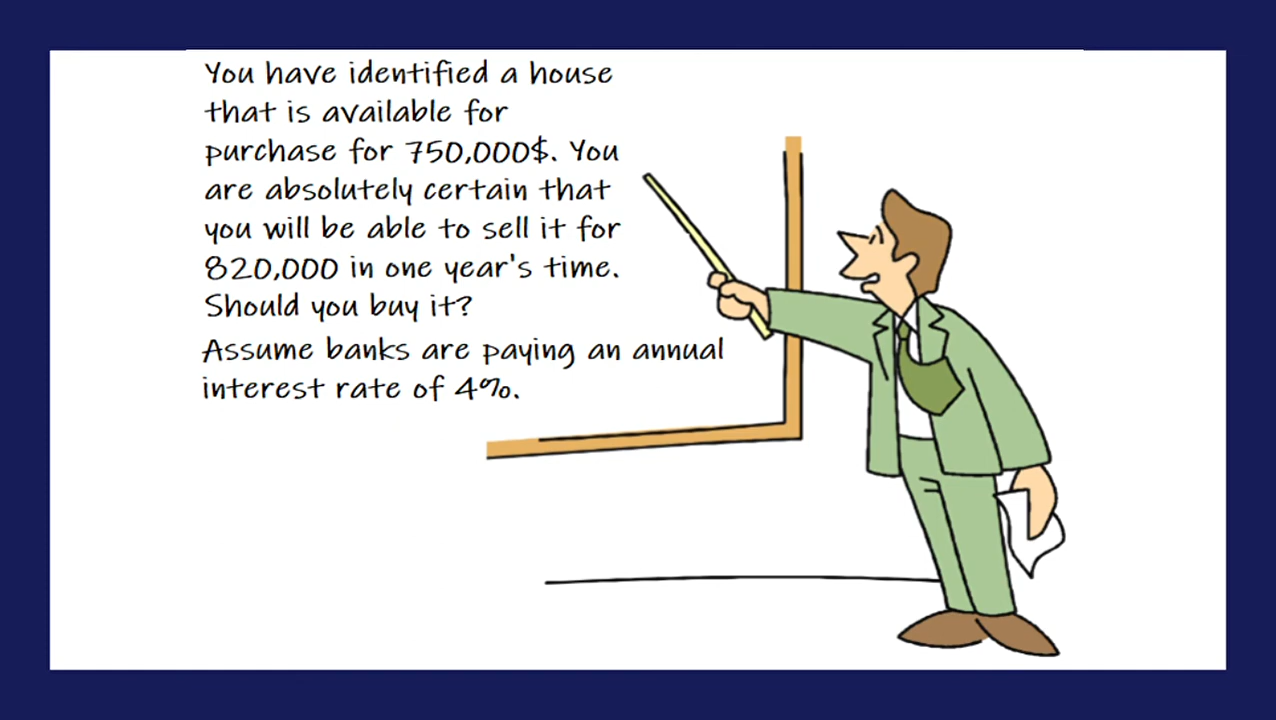 You have identified a house
that is available for
purchase for 750,000$. You
are absolutely certain that
you will be able to sell it for
820,000 in one year's time.
Should you buy it?
Assume banks are paying an annual
interest rate of 4%.